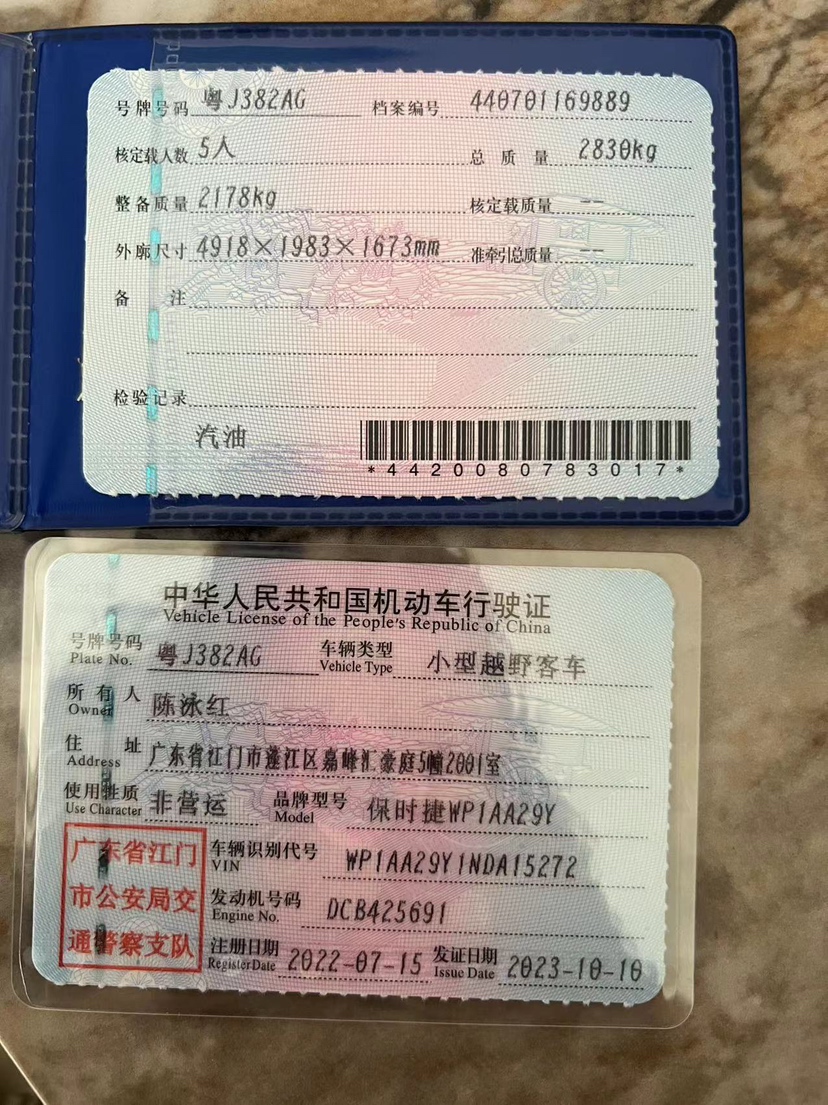 号牌号码 粤J382AG 档案编号 440701169889
核定载人数 5人 总质量 2830kg
整备质量 2178kg 核定载质量 --
外廓尺寸 4918×1983×1673mm 准牵引总质量 --
备注
检验记录
汽油
*4420080783017*
中华人民共和国机动车行驶证
Vehicle License of the People's Republic of China
号牌号码 粤J382AG 车辆类型 小型越野客车
Plate No. Vehicle Type
所有人 陈泳红
Owner
住址 广东省江门市蓬江区嘉峰汇豪庭5幢2001室
Address
使用性质 非营运 品牌型号 保时捷WP1AA29Y
Use Character Model
广东省江门
市公安局交
通警察支队
车辆识别代号 WP1AA29Y1NDA15272
VIN
发动机号码 DCB425691
Engine No.
注册日期 2022-07-15 发证日期 2023-10-10
Register Date Issue Date